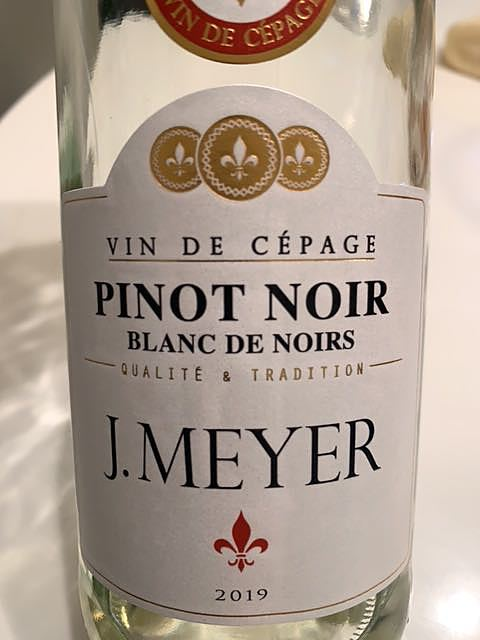 VIN DE CÉPAGE
VIN DE CÉPAGE
PINOT NOIR
BLANC DE NOIRS
QUALITÉ & TRADITION
J.MEYER
2019